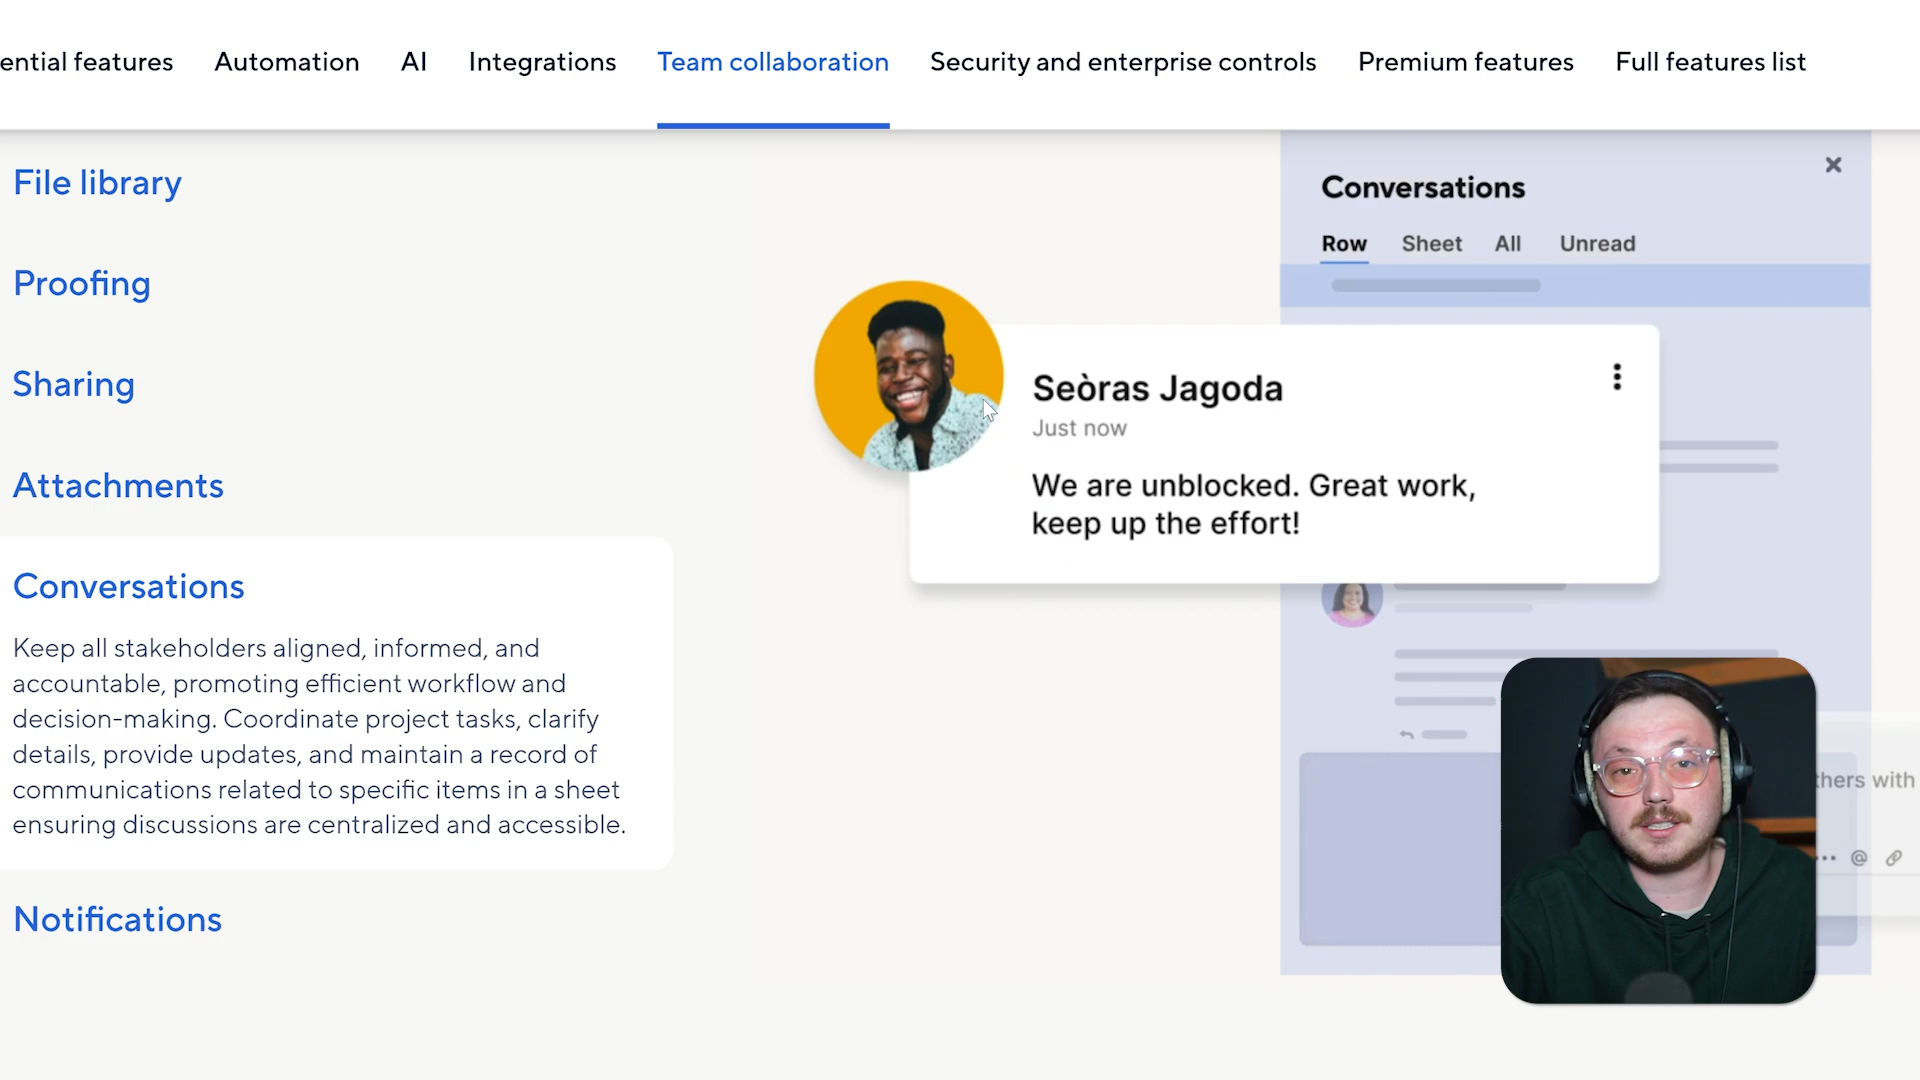 ential features Automation AI Integrations Team collaboration Security and enterprise controls Premium features Full features list
File library
Proofing
Sharing
Attachments
Conversations
Keep all stakeholders aligned, informed, and
accountable, promoting efficient workflow and
decision-making. Coordinate project tasks, clarify
details, provide updates, and maintain a record of
communications related to specific items in a sheet
ensuring discussions are centralized and accessible.
Notifications
Conversations
Row Sheet All Unread
Seòras Jagoda
Just now
We are unblocked. Great work,
keep up the effort!
thers with
@